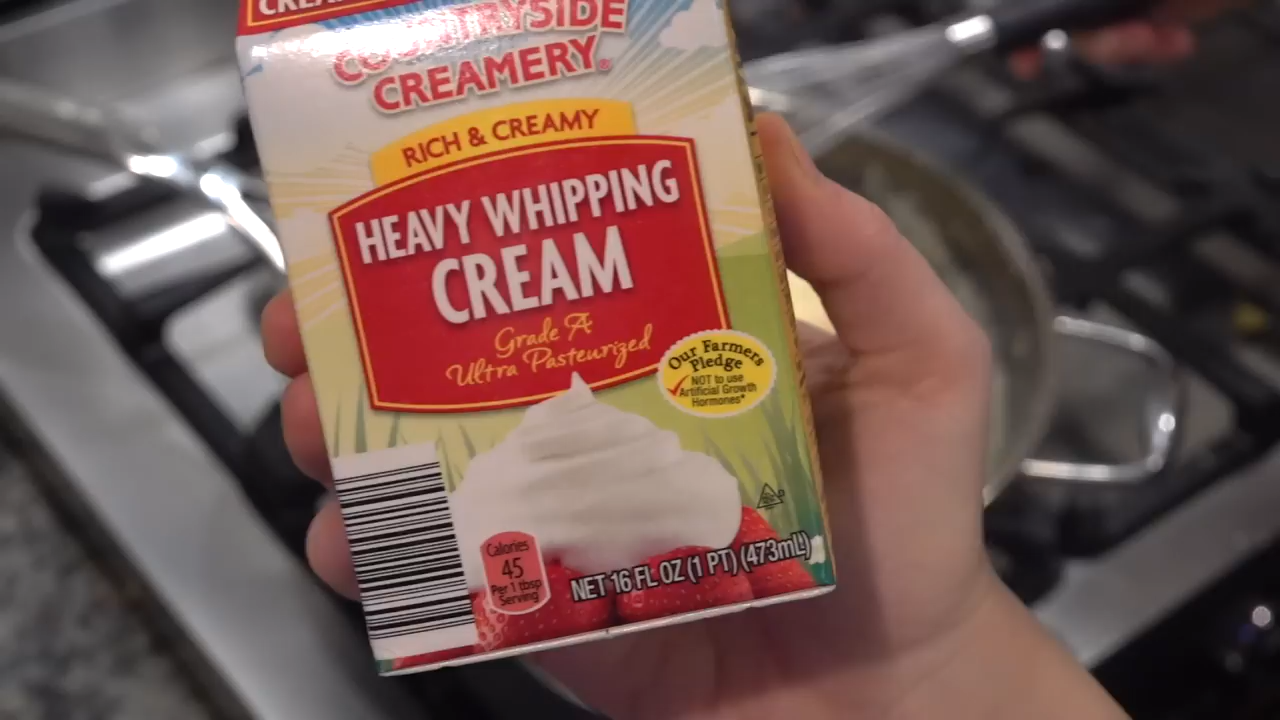 COUNTRYSIDE
CREAMERY®
RICH & CREAMY
HEAVY WHIPPING
CREAM
Grade A
Ultra Pasteurized
Our Farmers
Pledge
NOT to use
Artificial Growth
Hormones*
Calories
45
Per 1 tbsp
Serving
NET 16 FL OZ (1 PT) (473mL)